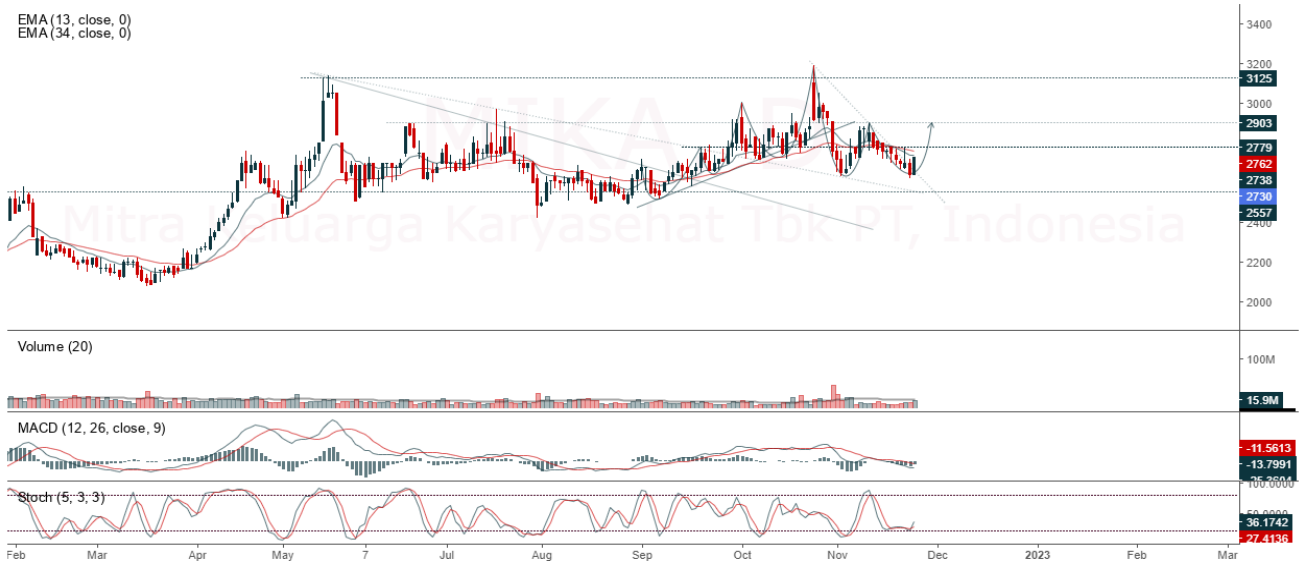 EMA (13, close, 0)
EMA (34, close, 0)
MIKA, D
Mitra Keluarga Karyasehat Tbk PT Indonesia
3400
3200
3125
3000
2903
2779
2762
2738
2730
2557
2400
2200
2000
Volume (20)
100M
15.9M
MACD (12, 26, close, 9)
-11.5613
-13.7991
Stoch (5, 3, 3)
100.0000
36.1742
27.4136
Feb Mar Apr May 7 Jul Aug Sep Oct Nov Dec 2023 Feb Mar